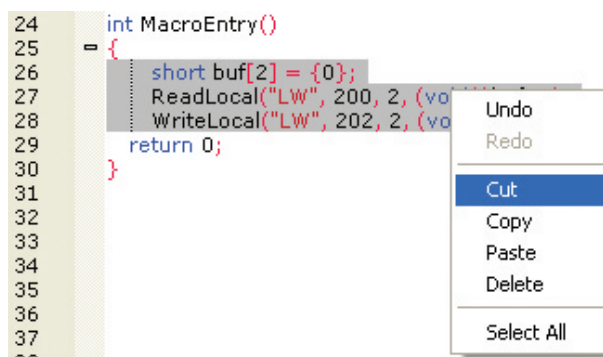 24 int MacroEntry()
25 {
26 short buf[2] = {0};
27 ReadLocal("LW", 200, 2, (vo
28 WriteLocal("LW", 202, 2, (vo
29 return 0;
30 }
31
32
33
34
35
36
37
Undo
Redo
Cut
Copy
Paste
Delete
Select All